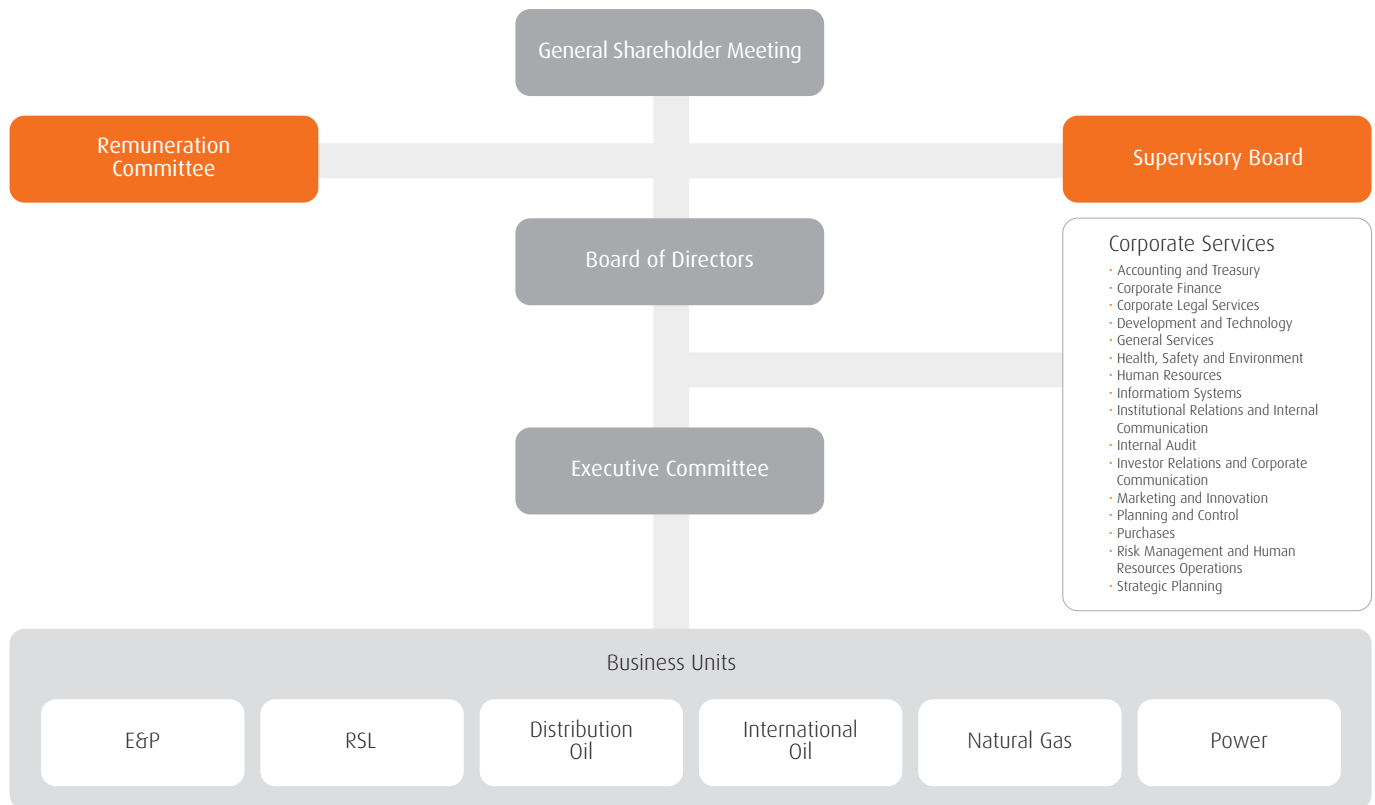 General Shareholder Meeting
Remuneration
Committee
Supervisory Board
Board of Directors
Corporate Services
· Accounting and Treasury
· Corporate Finance
· Corporate Legal Services
· Development and Technology
· General Services
· Health, Safety and Environment
· Human Resources
· Informatiom Systems
· Institutional Relations and Internal
Communication
· Internal Audit
· Investor Relations and Corporate
Communication
· Marketing and Innovation
· Planning and Control
· Purchases
· Risk Management and Human
Resources Operations
· Strategic Planning
Executive Committee
Business Units
E&P
RSL
Distribution
Oil
International
Oil
Natural Gas
Power